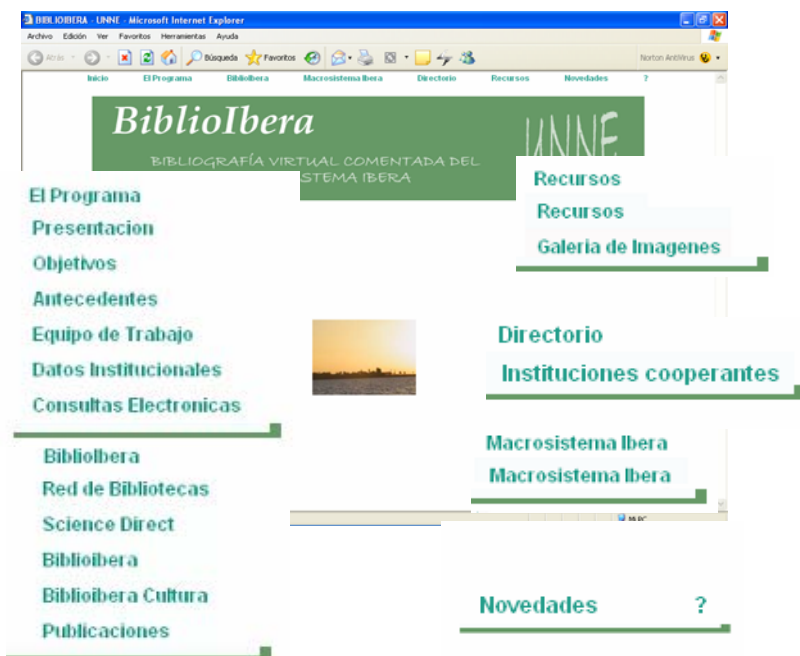 BIBLIOIBERA - UNNE - Microsoft Internet Explorer
Archivo Edición Ver Favoritos Herramientas Ayuda
Atrás Búsqueda Favoritos Norton AntiVirus
Inicio El Programa BiblioIbera Macrosistema Ibera Directorio Recursos Novedades ?
BiblioIbera
UNNE
BIBLIOGRAFÍA VIRTUAL COMENTADA DEL
STEMA IBERA
El Programa
Presentacion
Objetivos
Antecedentes
Equipo de Trabajo
Datos Institucionales
Consultas Electronicas
BiblioIbera
Red de Bibliotecas
Science Direct
Biblioibera
Biblioibera Cultura
Publicaciones
Recursos
Recursos
Galeria de Imagenes
Directorio
Instituciones cooperantes
Macrosistema Ibera
Macrosistema Ibera
Novedades ?